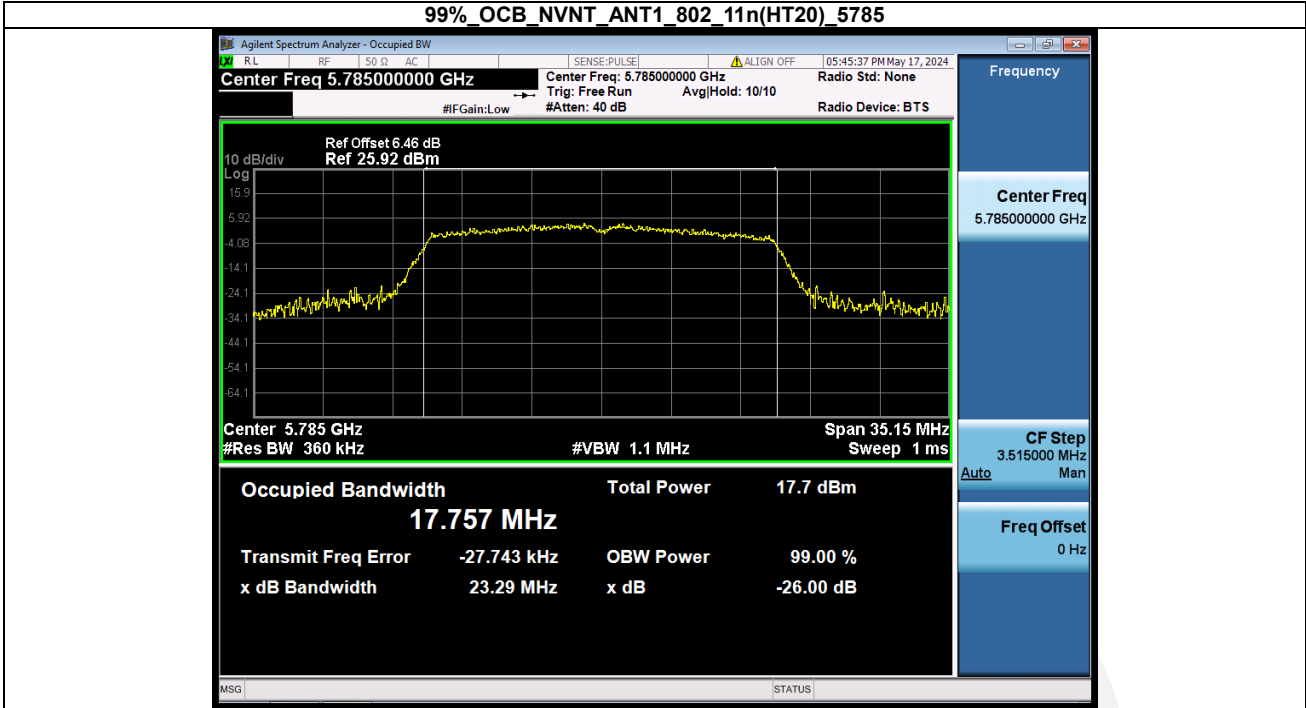 99%_OCB_NVNT_ANT1_802_11n(HT20)_5785
Agilent Spectrum Analyzer - Occupied BW
LXI RL RF 50 Ω AC SENSE:PULSE ALIGN OFF 05:45:37 PM May 17, 2024
Center Freq 5.785000000 GHz
Center Freq: 5.785000000 GHz
Radio Std: None
Trig: Free Run Avg|Hold: 10/10
#IFGain:Low
#Atten: 40 dB
Radio Device: BTS
Frequency
Ref Offset 6.46 dB
10 dB/div Ref 25.92 dBm
Log
15.9
5.92
-4.08
-14.1
-24.1
-34.1
-44.1
-54.1
-64.1
Center 5.785 GHz Span 35.15 MHz
#Res BW 360 kHz #VBW 1.1 MHz Sweep 1 ms
Center Freq
5.785000000 GHz
CF Step
3.515000 MHz
Auto Man
Freq Offset
0 Hz
Occupied Bandwidth Total Power 17.7 dBm
17.757 MHz
Transmit Freq Error -27.743 kHz OBW Power 99.00 %
x dB Bandwidth 23.29 MHz x dB -26.00 dB
MSG STATUS